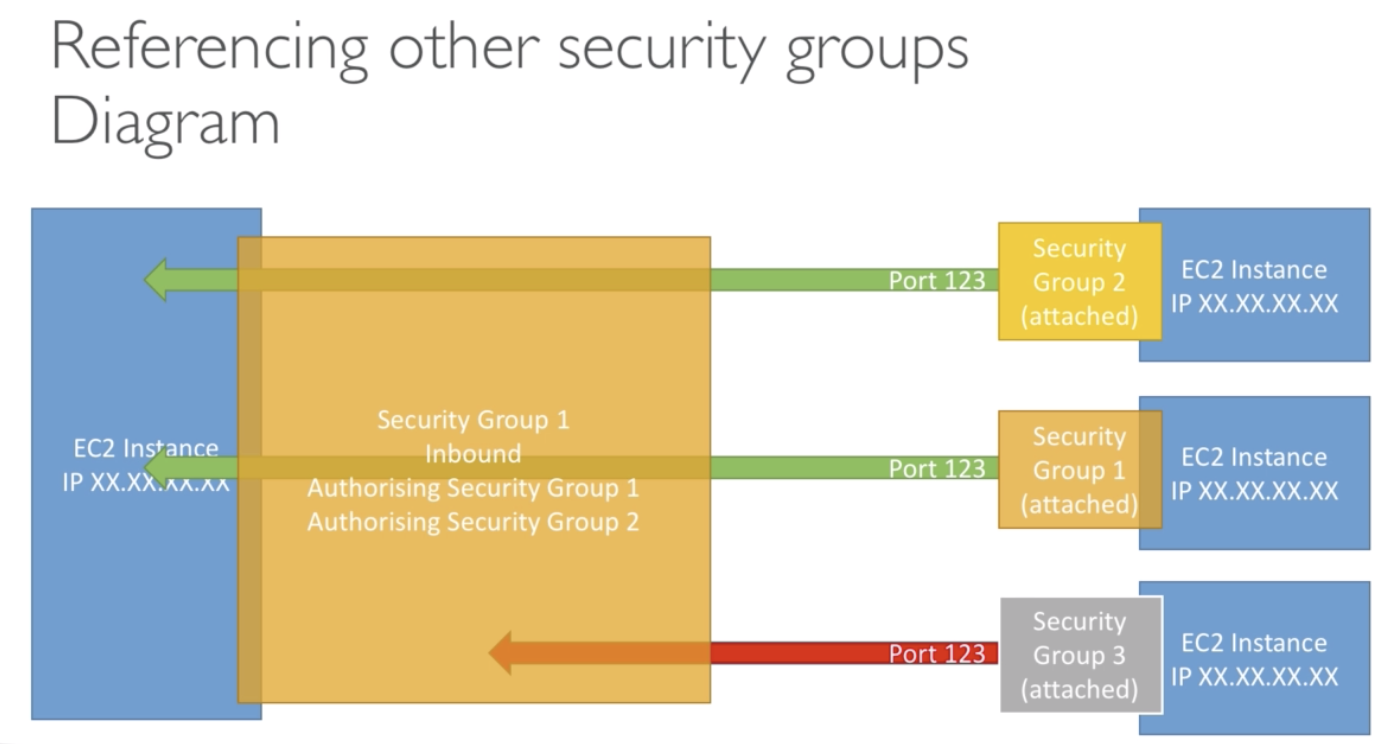 Referencing other security groups
Diagram
EC2 Instance
IP XX.XX.XX.XX
Security Group 1
Inbound
Authorising Security Group 1
Authorising Security Group 2
Port 123
Security
Group 2
(attached)
EC2 Instance
IP XX.XX.XX.XX
Port 123
Security
Group 1
(attached)
EC2 Instance
IP XX.XX.XX.XX
Port 123
Security
Group 3
(attached)
EC2 Instance
IP XX.XX.XX.XX